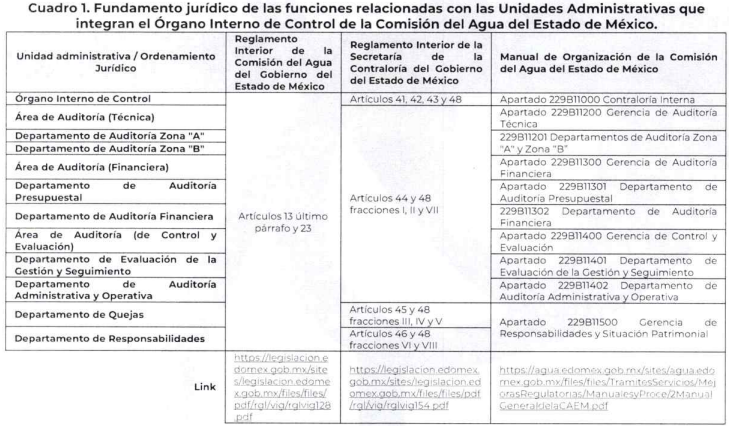 Cuadro 1. Fundamento jurídico de las funciones relacionadas con las Unidades Administrativas que
integran el Órgano Interno de Control de la Comisión del Agua del Estado de México.
Unidad administrativa / Ordenamiento
Jurídico
Reglamento
Interior de la
Comisión del Agua
del Gobierno del
Estado de México
Reglamento Interior de la
Secretaría de la
Contraloría del Gobierno
del Estado de México
Manual de Organización de la Comisión
del Agua del Estado de México
Órgano Interno de Control
Artículos 41, 42, 43 y 48
Apartado 229B11000 Contraloría Interna
Área de Auditoría (Técnica)
Apartado 229B11200 Gerencia de Auditoría
Técnica
Departamento de Auditoría Zona "A"
Departamento de Auditoría Zona "B"
229B11201 Departamentos de Auditoría Zona
"A" y Zona "B"
Área de Auditoría (Financiera)
Apartado 229B11300 Gerencia de Auditoría
Financiera
Departamento de Auditoría
Presupuestal
Apartado 229B11301 Departamento de
Auditoría Presupuestal
Departamento de Auditoría Financiera
229B11302 Departamento de Auditoría
Financiera
Artículos 13 último
párrafo y 23
Artículos 44 y 48
fracciones I, II y VII
Área de Auditoría (de Control y
Evaluación)
Apartado 229B11400 Gerencia de Control y
Evaluación
Departamento de Evaluación de la
Gestión y Seguimiento
Apartado 229B11401 Departamento de
Evaluación de la Gestión y Seguimiento
Departamento de Auditoría
Administrativa y Operativa
Apartado 229B11402 Departamento de
Auditoría Administrativa y Operativa
Departamento de Quejas
Artículos 45 y 48
fracciones III, IV y V
Departamento de Responsabilidades
Artículos 46 y 48
fracciones VI y VIII
Apartado 229B11500 Gerencia de
Responsabilidades y Situación Patrimonial
Link
https://legislacion.e
domex.gob.mx/site
s/legislacion.edome
x.gob.mx/files/files/
pdf/rgl/vig/rglvig128
.pdf
https://legislacion.edomex.
gob.mx/sites/legislacion.ed
omex.gob.mx/files/files/pdf
/rgl/vig/rglvig154.pdf
https://agua.edomex.gob.mx/sites/agua.edo
mex.gob.mx/files/files/TramitesServicios/Mej
orasRegulatorias/ManualesyProce/2Manual
GeneraldelaCAEM.pdf